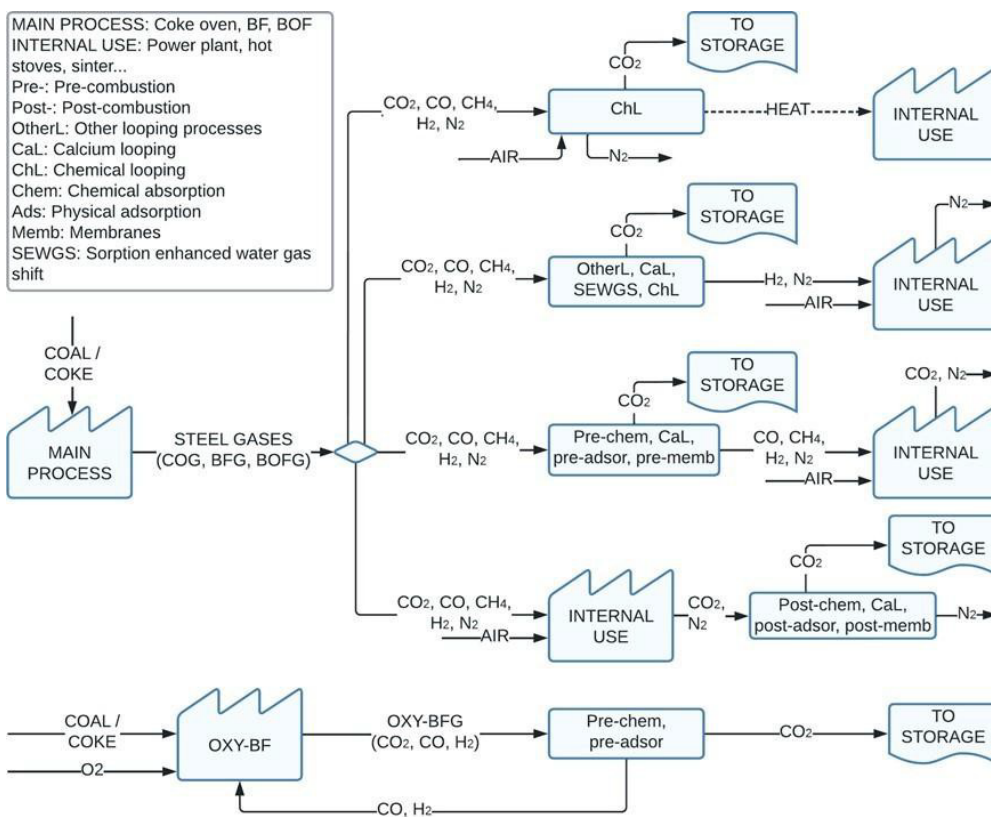 MAIN PROCESS: Coke oven, BF, BOF
INTERNAL USE: Power plant, hot
stoves, sinter...
Pre-: Pre-combustion
Post-: Post-combustion
OtherL: Other looping processes
CaL: Calcium looping
ChL: Chemical looping
Chem: Chemical absorption
Ads: Physical adsorption
Memb: Membranes
SEWGS: Sorption enhanced water gas
shift
TO
STORAGE
CO2
CO2, CO, CH4,
H2, N2
ChL
HEAT
INTERNAL
USE
AIR
N2
TO
STORAGE
CO2
N2
CO2, CO, CH4,
H2, N2
OtherL, CaL,
SEWGS, ChL
H2, N2
AIR
INTERNAL
USE
COAL /
COKE
MAIN
PROCESS
STEEL GASES
(COG, BFG, BOFG)
TO
STORAGE
CO2
CO2, N2
CO2, CO, CH4,
H2, N2
Pre-chem, CaL,
pre-adsor, pre-memb
CO, CH4,
H2, N2
AIR
INTERNAL
USE
TO
STORAGE
CO2
CO2, CO, CH4,
H2, N2
AIR
INTERNAL
USE
CO2,
N2
Post-chem, CaL,
post-adsor, post-memb
N2
COAL /
COKE
O2
OXY-BF
OXY-BFG
(CO2, CO, H2)
Pre-chem,
pre-adsor
CO2
TO
STORAGE
CO, H2